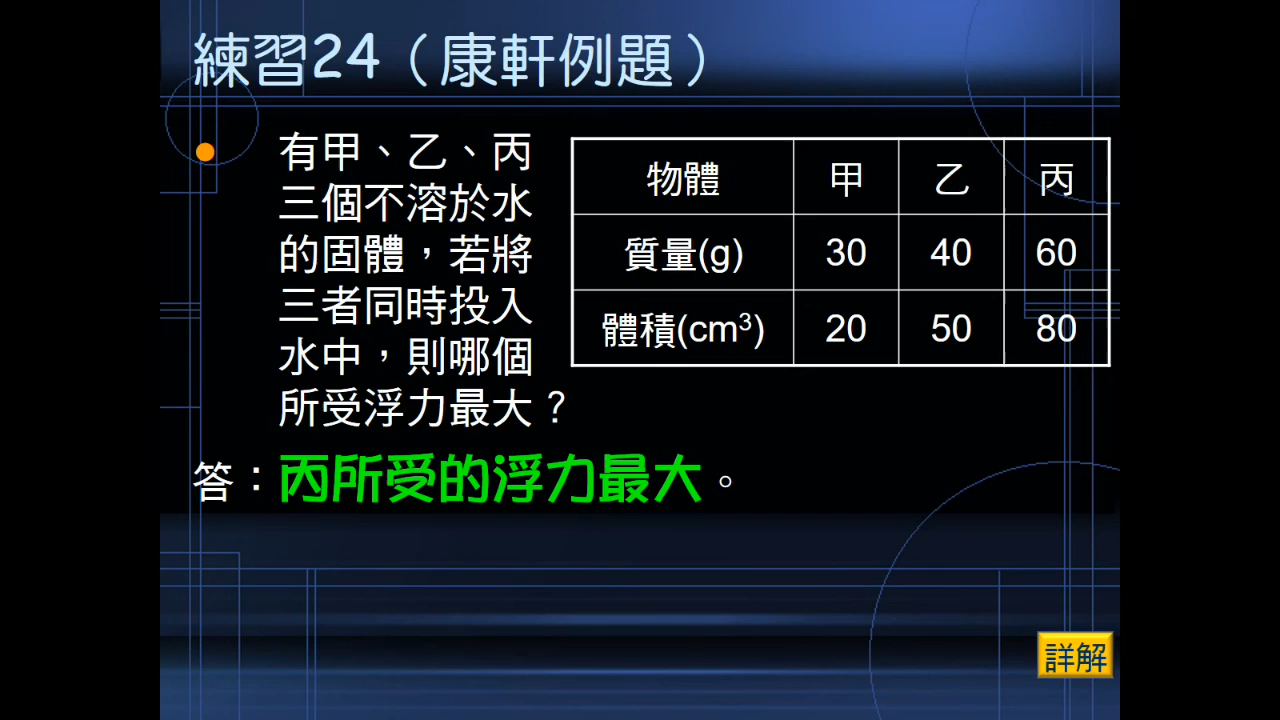 練習24（康軒例題）
有甲、乙、丙
三個不溶於水
的固體，若將
三者同時投入
水中，則哪個
所受浮力最大？
物體 甲 乙 丙
質量(g) 30 40 60
體積(cm³) 20 50 80
答：丙所受的浮力最大。
詳解